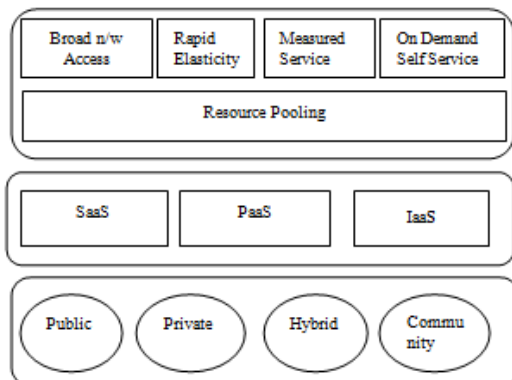 Broad n/w
Access
Rapid
Elasticity
Measured
Service
On Demand
Self Service
Resource Pooling
SaaS
PaaS
IaaS
Public
Private
Hybrid
Commu
nity